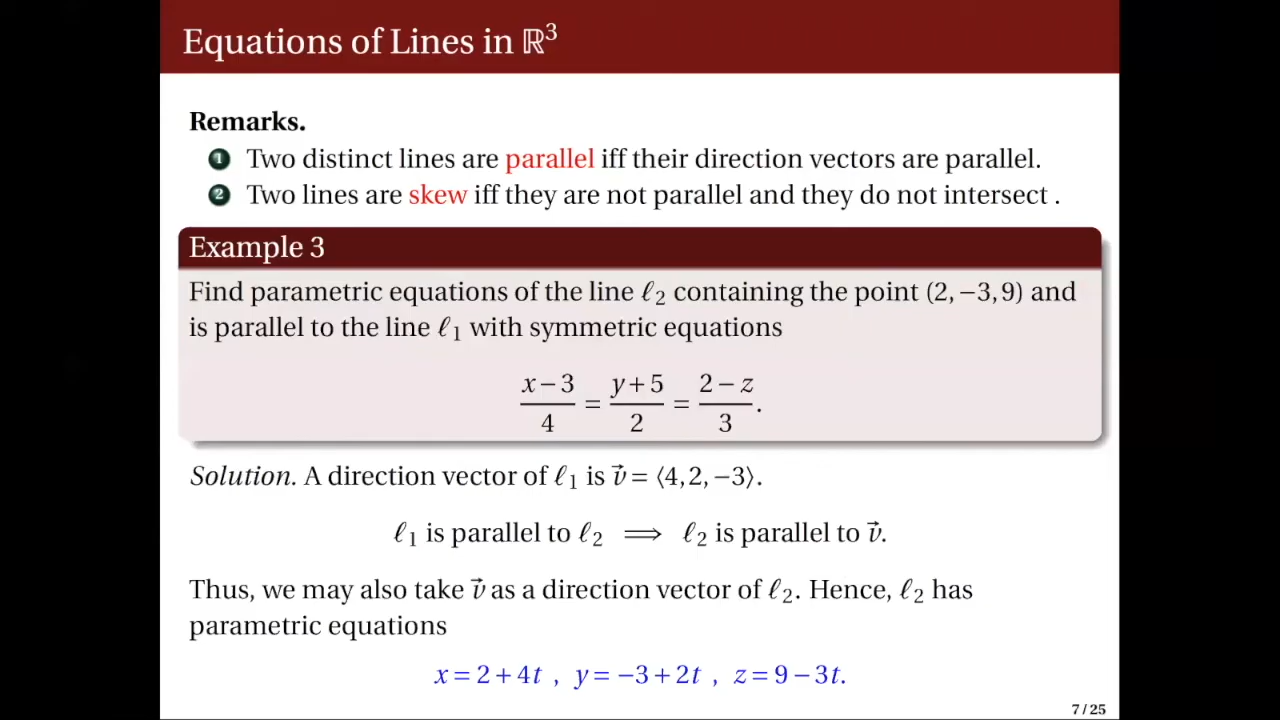 Equations of Lines in ℝ³
Remarks.
1 Two distinct lines are parallel iff their direction vectors are parallel.
2 Two lines are skew iff they are not parallel and they do not intersect .
Example 3
Find parametric equations of the line ℓ₂ containing the point (2,−3,9) and
is parallel to the line ℓ₁ with symmetric equations
(x−3)/4 = (y+5)/2 = (2−z)/3.
Solution. A direction vector of ℓ₁ is v⃗ = ⟨4,2,−3⟩.
ℓ₁ is parallel to ℓ₂ ⟹ ℓ₂ is parallel to v⃗.
Thus, we may also take v⃗ as a direction vector of ℓ₂. Hence, ℓ₂ has
parametric equations
x = 2+4t , y = −3+2t , z = 9−3t.
7 / 25